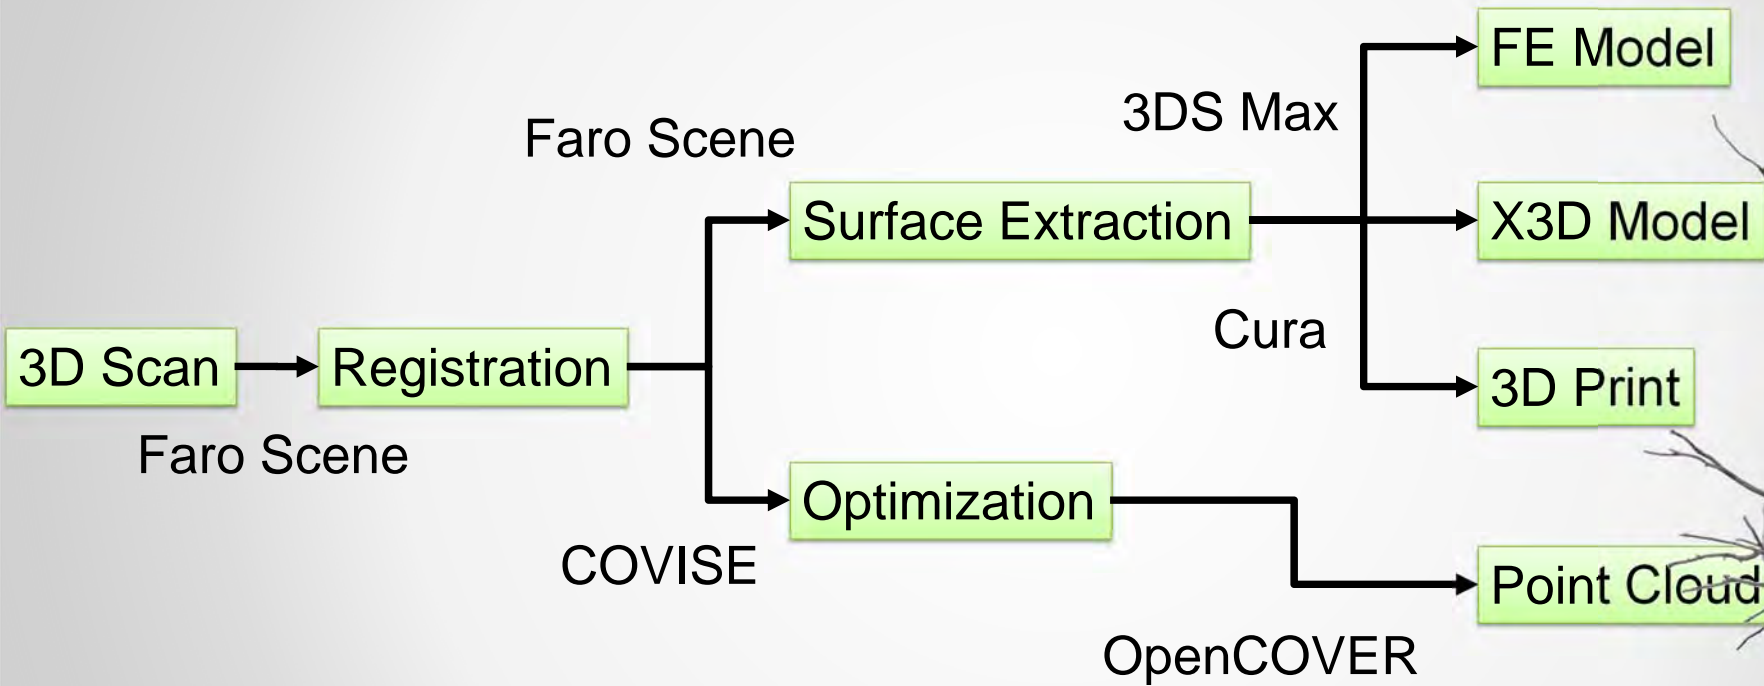 FE Model
3DS Max
Faro Scene
Surface Extraction
X3D Model
Cura
3D Scan
Registration
3D Print
Faro Scene
Optimization
COVISE
Point Cloud
OpenCOVER